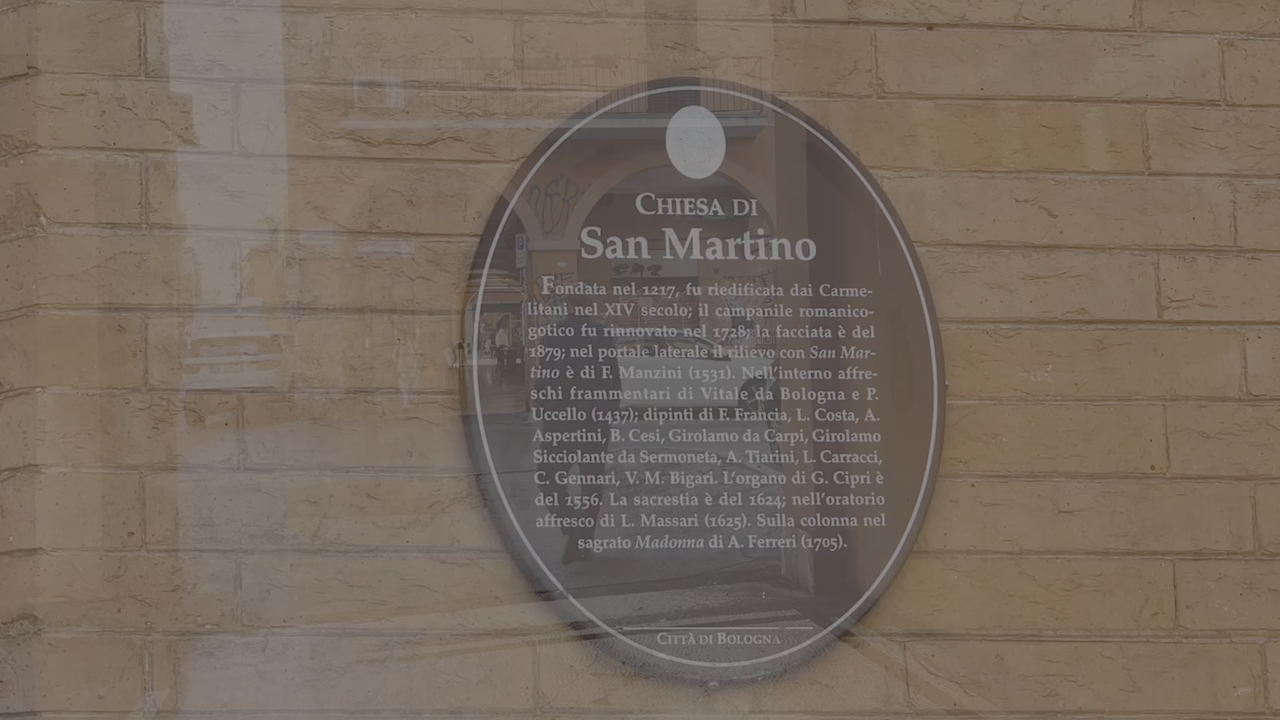 CHIESA DI
San Martino
Fondata nel 1217, fu riedificata dai Carme-
litani nel XIV secolo; il campanile romanico-
gotico fu rinnovato nel 1728; la facciata è del
1879; nel portale laterale il rilievo con San Mar-
tino è di F. Manzini (1531). Nell'interno affre-
schi frammentari di Vitale da Bologna e P.
Uccello (1437); dipinti di F. Francia, L. Costa, A.
Aspertini, B. Cesi, Girolamo da Carpi, Girolamo
Sicciolante da Sermoneta, A. Tiarini, L. Carracci,
C. Gennari, V. M. Bigari. L'organo di G. Cipri è
del 1556. La sacrestia è del 1624; nell'oratorio
affresco di L. Massari (1625). Sulla colonna nel
sagrato Madonna di A. Ferreri (1705).
CITTÀ DI BOLOGNA